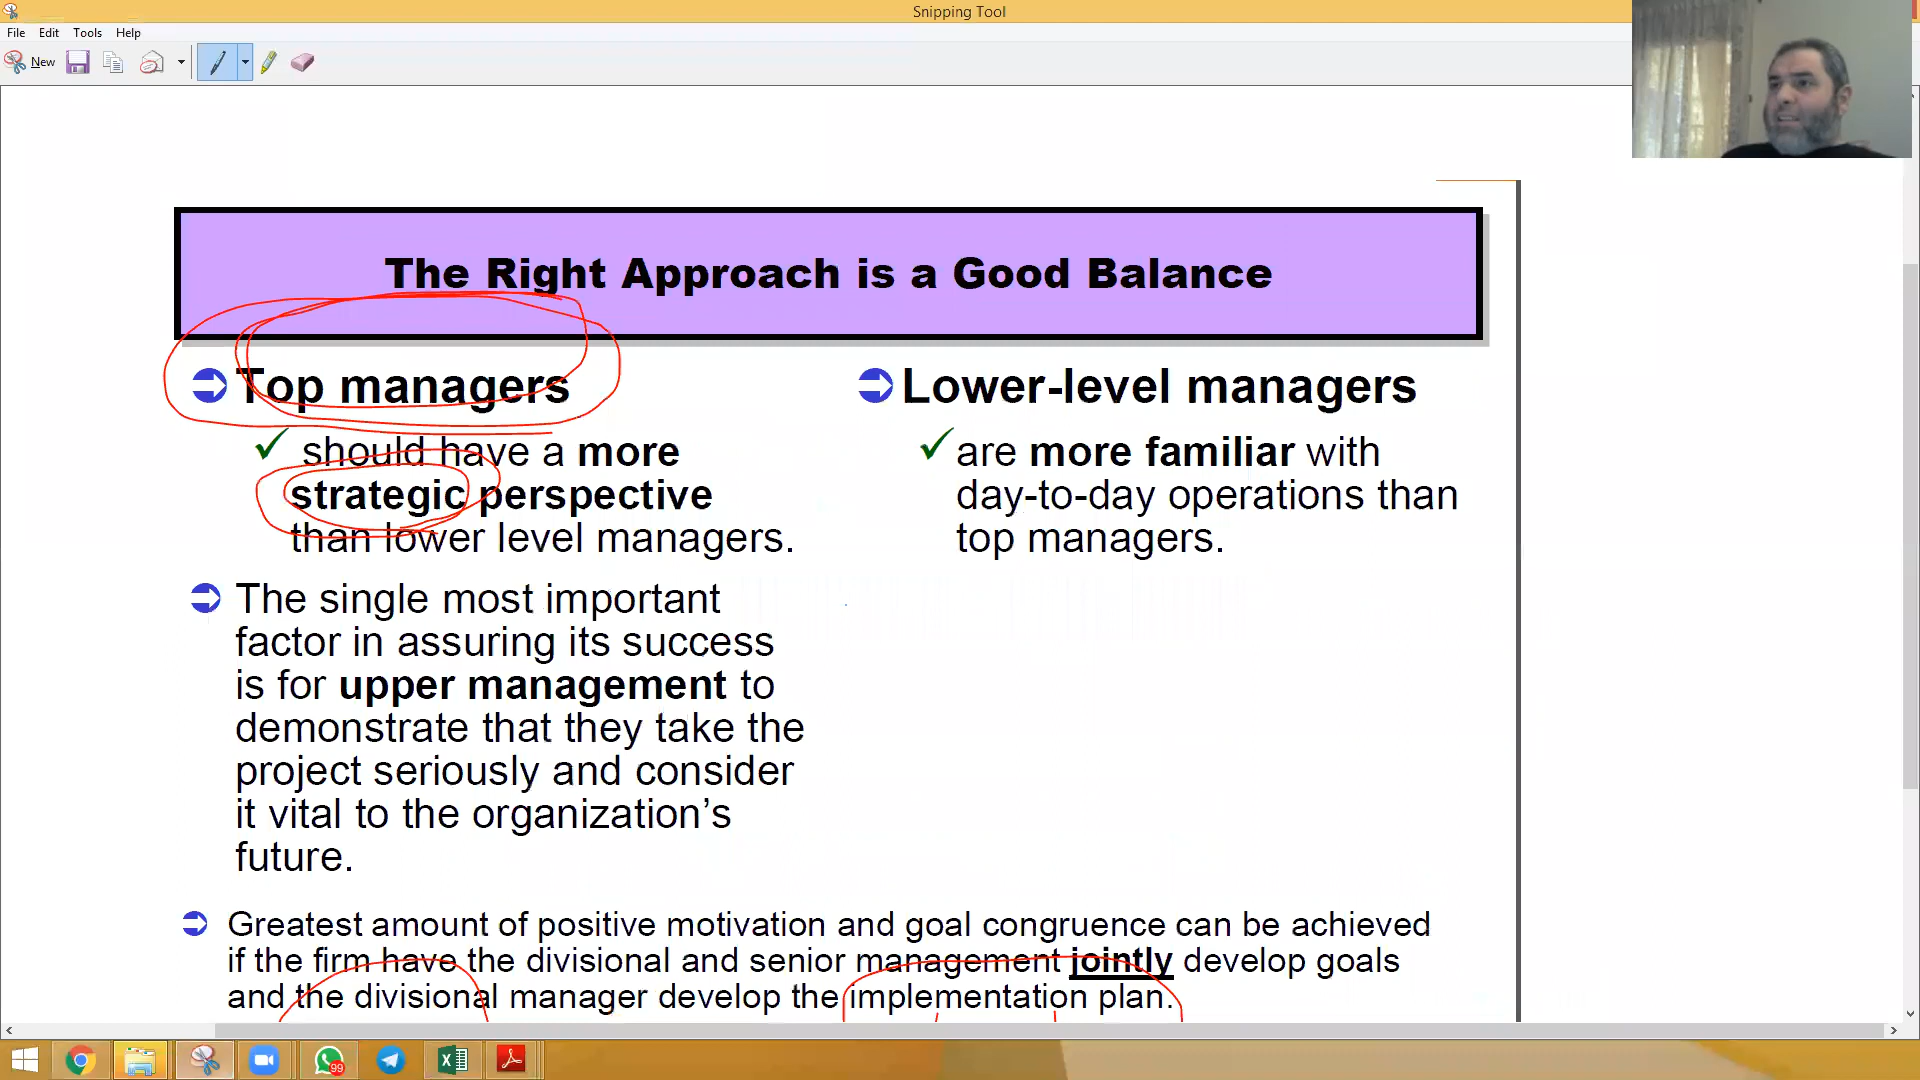 Snipping Tool
File Edit Tools Help
New
The Right Approach is a Good Balance
Top managers
should have a more
strategic perspective
than lower level managers.
The single most important
factor in assuring its success
is for upper management to
demonstrate that they take the
project seriously and consider
it vital to the organization’s
future.
Lower-level managers
are more familiar with
day-to-day operations than
top managers.
Greatest amount of positive motivation and goal congruence can be achieved
if the firm have the divisional and senior management jointly develop goals
and the divisional manager develop the implementation plan.
99